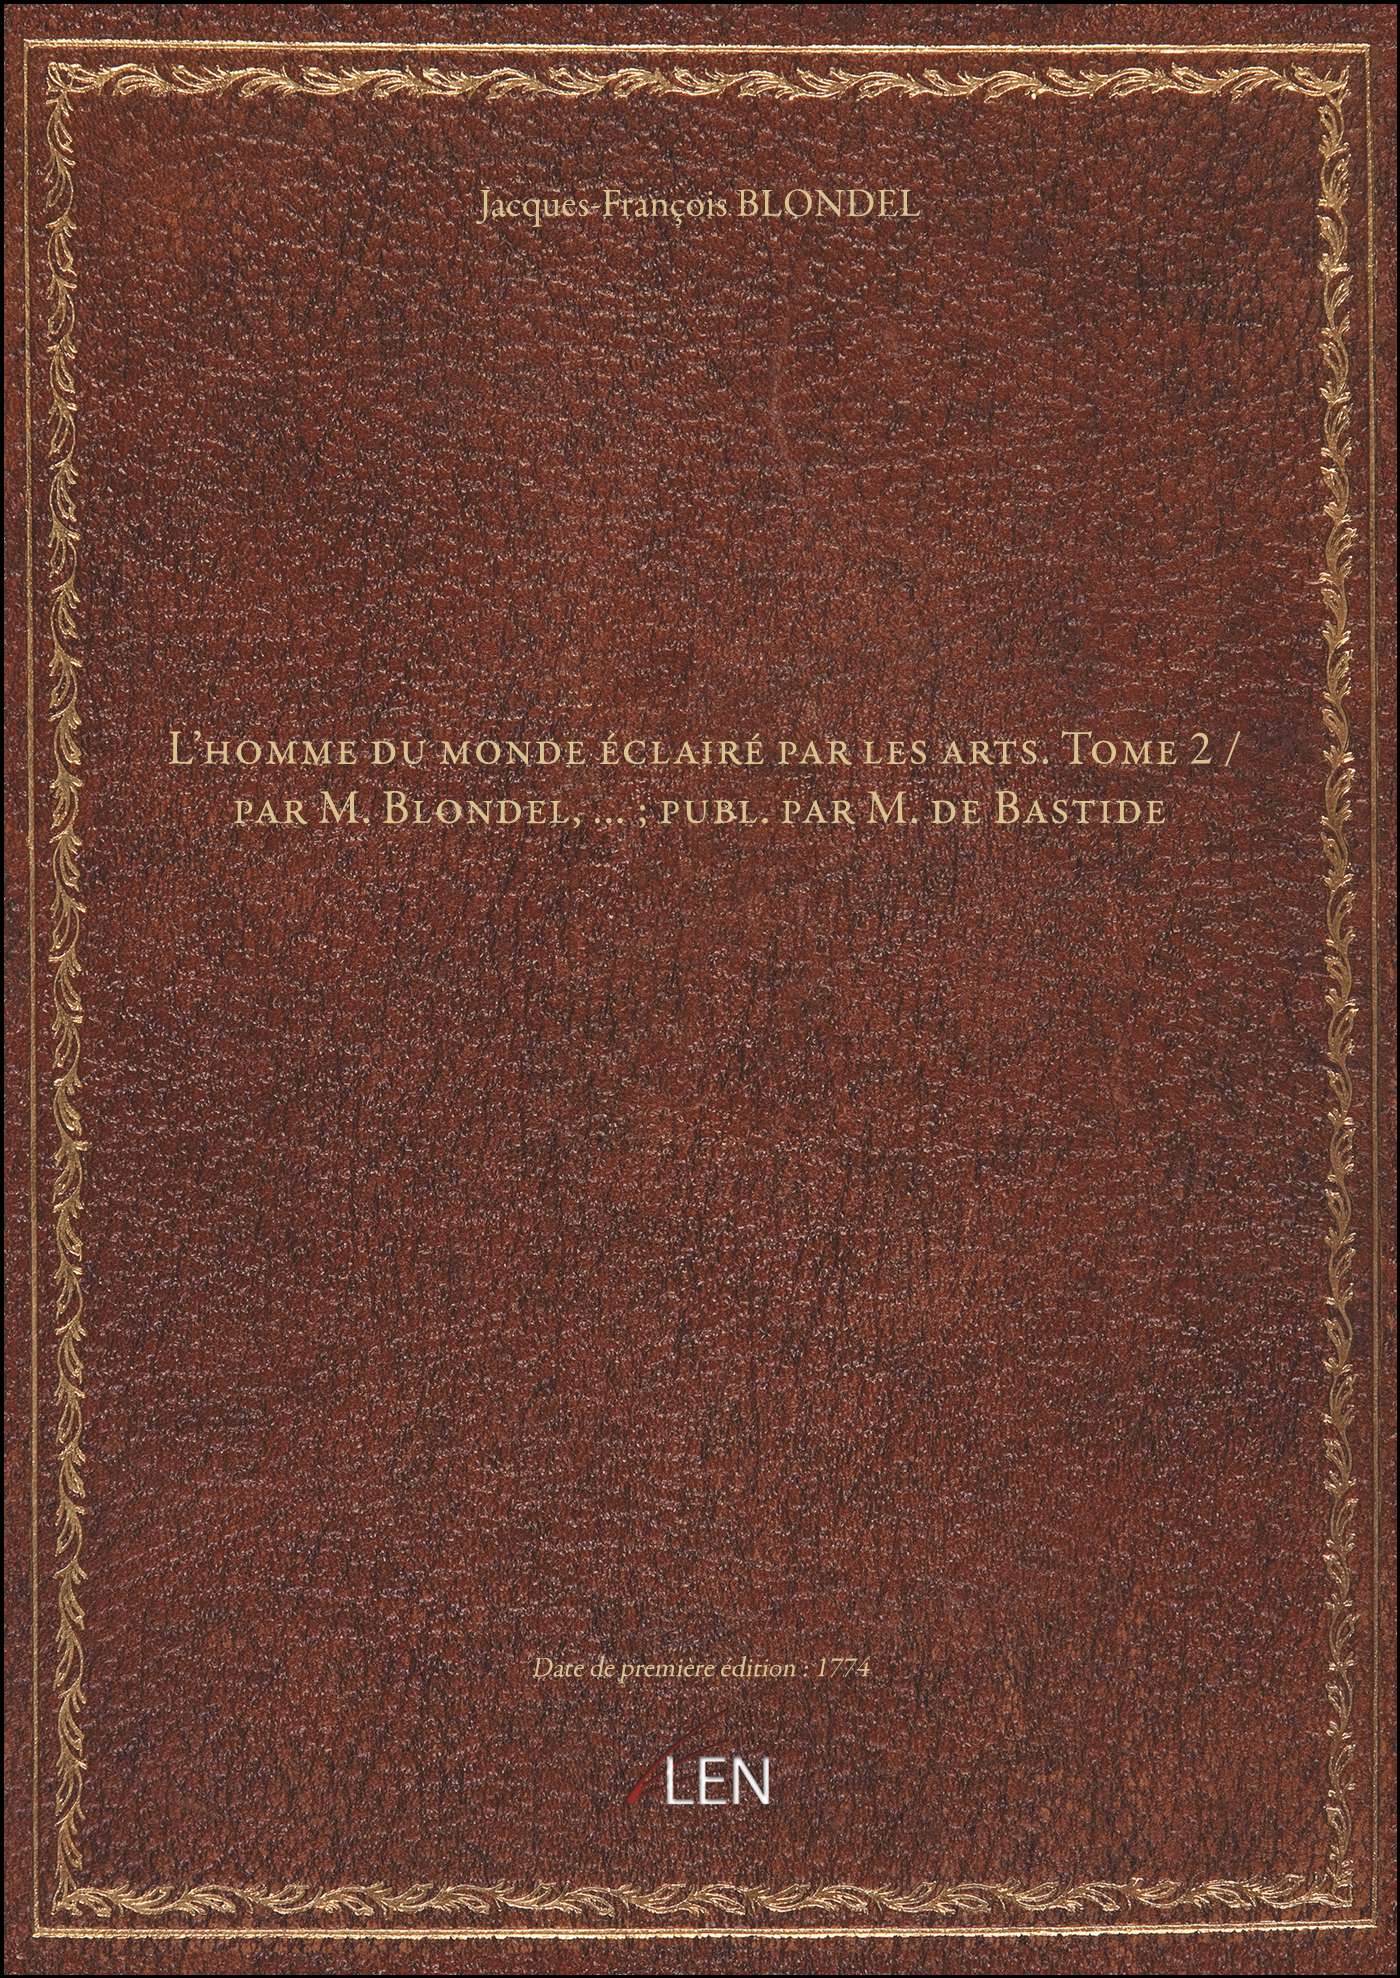 Jacques-François BLONDEL
L’homme du monde éclairé par les arts. Tome 2 /
par M. Blondel, ... ; publ. par M. de Bastide
Date de première édition : 1774
LEN